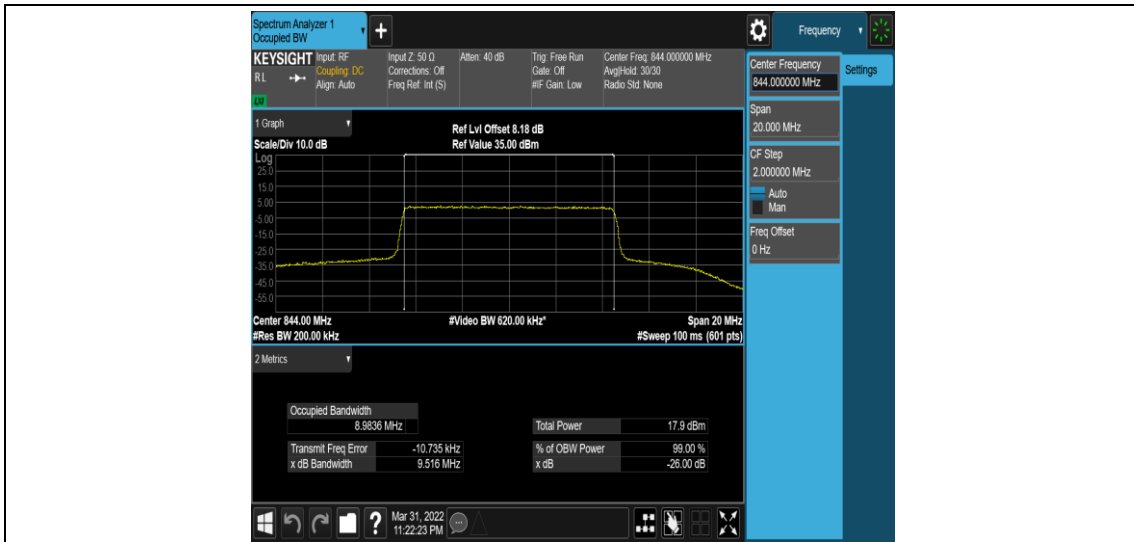 Spectrum Analyzer 1
Occupied BW
Frequency
KEYSIGHT
RL
Input: RF
Coupling: DC
Align: Auto
Input Z: 50 Ω
Corrections: Off
Freq Ref: Int (S)
Atten: 40 dB
Trig: Free Run
Gate: Off
#IF Gain: Low
Center Freq: 844.000000 MHz
Avg|Hold: 30/30
Radio Std: None
Center Frequency
844.000000 MHz
Settings
Span
20.000 MHz
CF Step
2.000000 MHz
Auto
Man
Freq Offset
0 Hz
1 Graph
Scale/Div 10.0 dB
Ref Lvl Offset 8.18 dB
Ref Value 35.00 dBm
Log
25.0
15.0
5.00
-5.00
-15.0
-25.0
-35.0
-45.0
-55.0
Center 844.00 MHz
#Video BW 620.00 kHz*
Span 20 MHz
#Res BW 200.00 kHz
#Sweep 100 ms (601 pts)
2 Metrics
Occupied Bandwidth
8.9836 MHz
Total Power 17.9 dBm
Transmit Freq Error -10.735 kHz
% of OBW Power 99.00 %
x dB Bandwidth 9.516 MHz
x dB -26.00 dB
Mar 31, 2022
11:22:23 PM